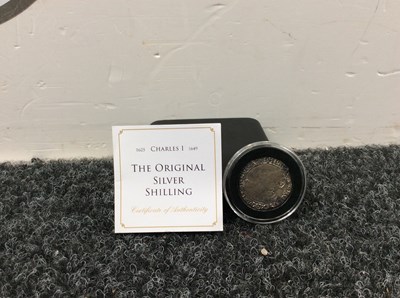 1625 CHARLES I 1649
THE ORIGINAL
SILVER
SHILLING
Certificate of Authenticity